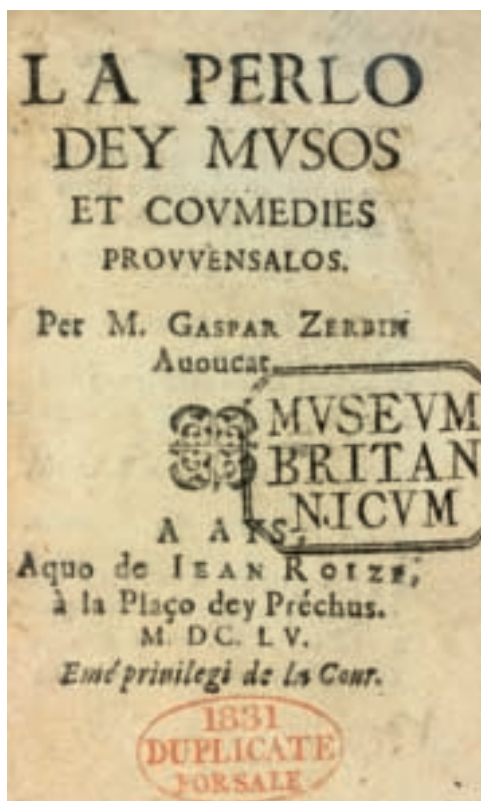 LA PERLO
DEY MVSOS
ET COVMEDIES
PROVVENSALOS.
Per M. GASPAR ZERBIN
Auoucat.
MVSEVM
BRITAN
NICVM
A AYS,
Aquo de IEAN ROIZE,
à la Plaço dey Préchus.
M. DC. LV.
Emé priuilegi de la Cour.
1831
DUPLICATE
FOR SALE